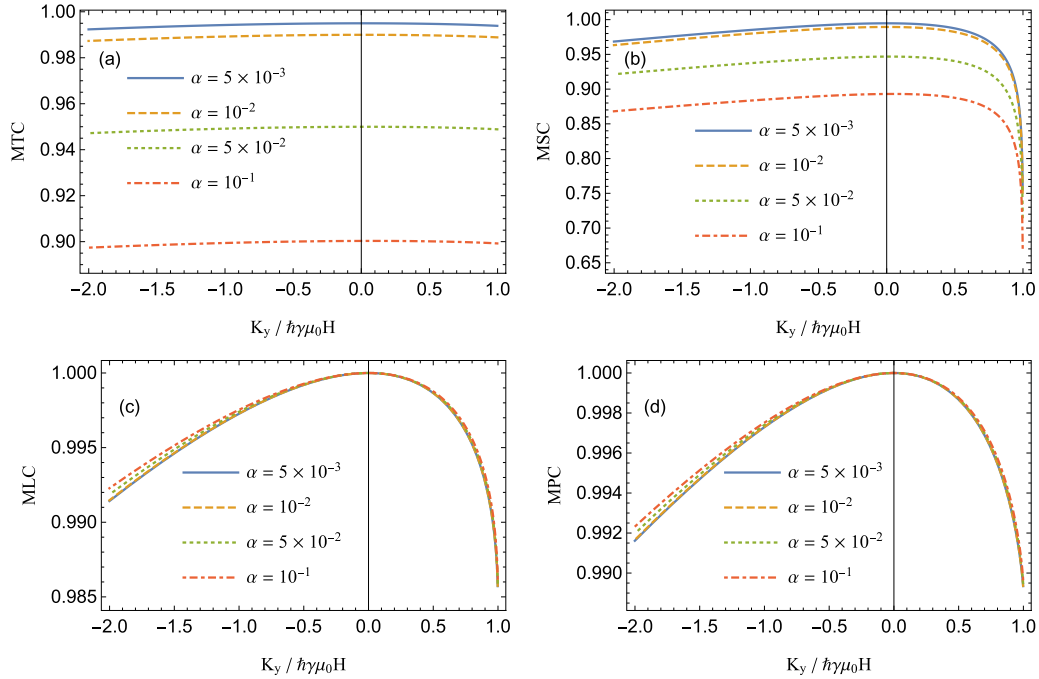 1.00
0.98
0.96
0.94
0.92
0.90
MTC
(a)
α = 5 × 10⁻³
α = 10⁻²
α = 5 × 10⁻²
α = 10⁻¹
−2.0 −1.5 −1.0 −0.5 0.0 0.5 1.0
K_y / ℏγμ₀H
1.00
0.95
0.90
0.85
0.80
0.75
0.70
0.65
MSC
(b)
α = 5 × 10⁻³
α = 10⁻²
α = 5 × 10⁻²
α = 10⁻¹
−2.0 −1.5 −1.0 −0.5 0.0 0.5 1.0
K_y / ℏγμ₀H
1.000
0.995
0.990
0.985
MLC
(c)
α = 5 × 10⁻³
α = 10⁻²
α = 5 × 10⁻²
α = 10⁻¹
−2.0 −1.5 −1.0 −0.5 0.0 0.5 1.0
K_y / ℏγμ₀H
1.000
0.998
0.996
0.994
0.992
0.990
MPC
(d)
α = 5 × 10⁻³
α = 10⁻²
α = 5 × 10⁻²
α = 10⁻¹
−2.0 −1.5 −1.0 −0.5 0.0 0.5 1.0
K_y / ℏγμ₀H